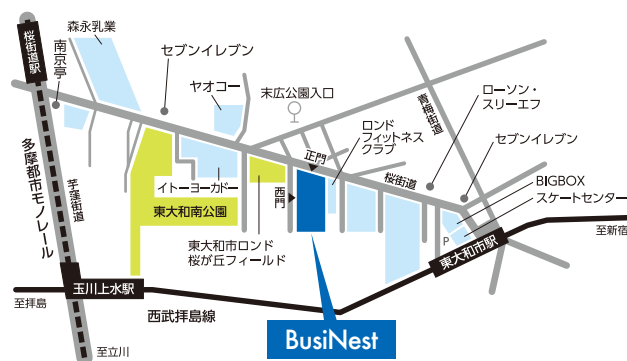 森永乳業
桜街道駅
南京亭
セブンイレブン
ヤオコー
末広公園入口
青梅街道
ローソン・
スリーエフ
ロンド
フィットネス
クラブ
セブンイレブン
正門
桜街道
BIGBOX
スケートセンター
多摩都市モノレール
芋窪街道
イトーヨーカドー
東大和南公園
西門
東大和市ロンド
桜が丘フィールド
P
東大和市駅
至新宿
玉川上水駅
至拝島
西武拝島線
BusiNest
至立川